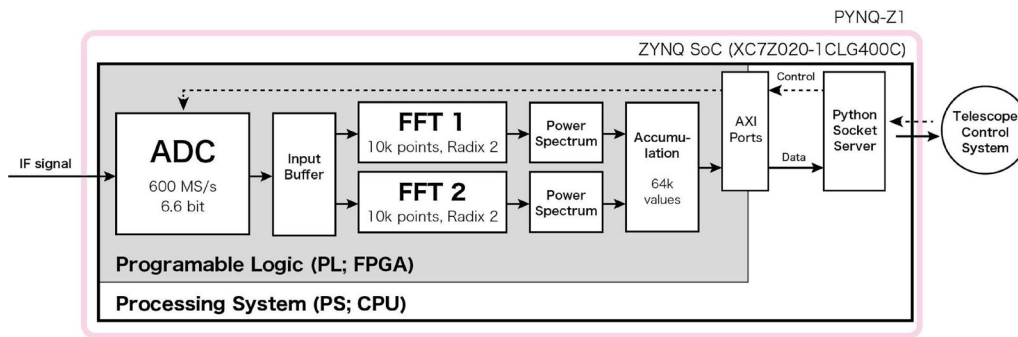 PYNQ-Z1
ZYNQ SoC (XC7Z020-1CLG400C)
IF signal
ADC
600 MS/s
6.6 bit
Input
Buffer
FFT 1
10k points, Radix 2
FFT 2
10k points, Radix 2
Power
Spectrum
Power
Spectrum
Accumu-
lation
64k
values
AXI
Ports
Control
Data
Python
Socket
Server
Telescope
Control
System
Programable Logic (PL; FPGA)
Processing System (PS; CPU)